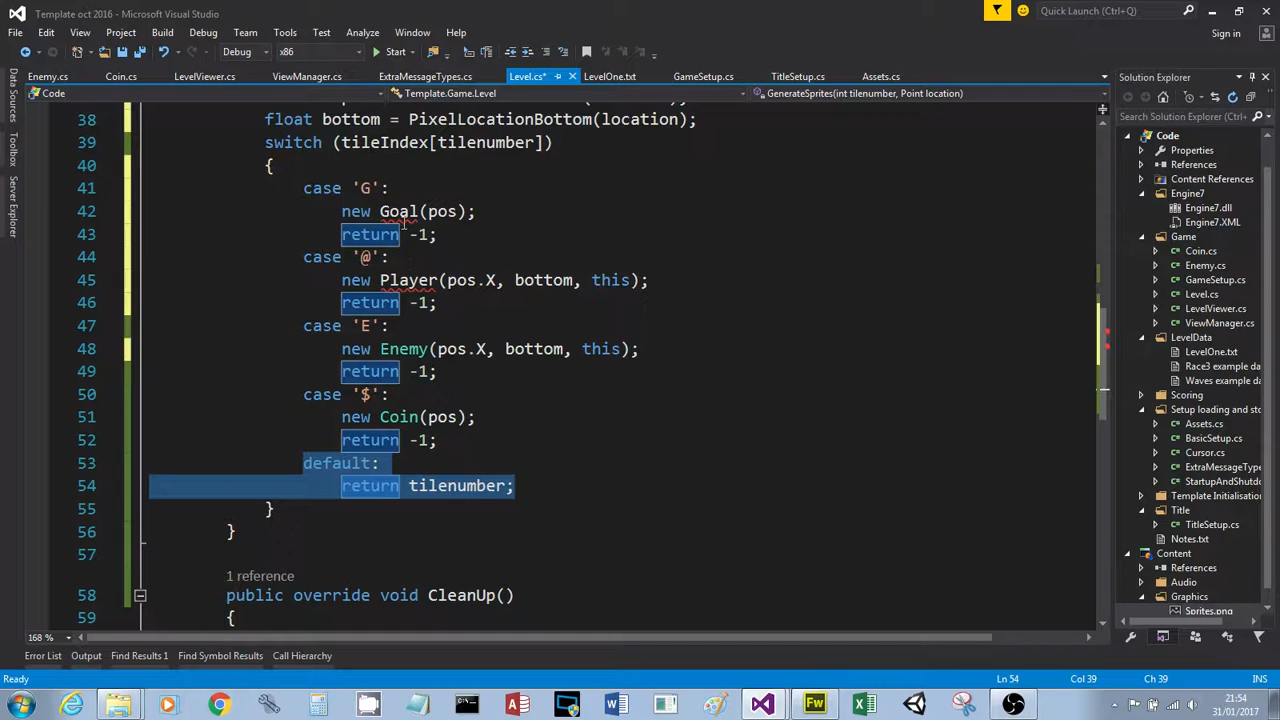 Template oct 2016 - Microsoft Visual Studio
Quick Launch (Ctrl+Q)
File Edit View Project Build Debug Team Tools Test Analyze Window Help
Sign in
Debug x86 Start
Enemy.cs Coin.cs LevelViewer.cs ViewManager.cs ExtraMessageTypes.cs Level.cs* LevelOne.txt GameSetup.cs TitleSetup.cs Assets.cs
Solution Explorer
Code Template.Game.Level GenerateSprites(int tilenumber, Point location)
Data Sources
Toolbox
Server Explorer
38 float bottom = PixelLocationBottom(location);
39 switch (tileIndex[tilenumber])
40 {
41 case 'G':
42 new Goal(pos);
43 return -1;
44 case '@':
45 new Player(pos.X, bottom, this);
46 return -1;
47 case 'E':
48 new Enemy(pos.X, bottom, this);
49 return -1;
50 case '$':
51 new Coin(pos);
52 return -1;
53 default:
54 return tilenumber;
55 }
56 }
57
1 reference
58 public override void CleanUp()
59 {
168 %
Search Solution Explorer (Ctrl+;)
Code
Properties
References
Content References
Engine7
Engine7.dll
Engine7.XML
Game
Coin.cs
Enemy.cs
GameSetup.cs
Level.cs
LevelViewer.cs
ViewManager.cs
LevelData
LevelOne.txt
Race3 example da
Waves example d
Scoring
Setup loading and sto
Assets.cs
BasicSetup.cs
Cursor.cs
ExtraMessageType
StartupAndShutdo
Template Initialisation
Title
TitleSetup.cs
Notes.txt
Content
References
Audio
Graphics
Sprites.png
Error List Output Find Results 1 Find Symbol Results Call Hierarchy
Ready Ln 54 Col 39 Ch 39 INS
21:54
31/01/2017